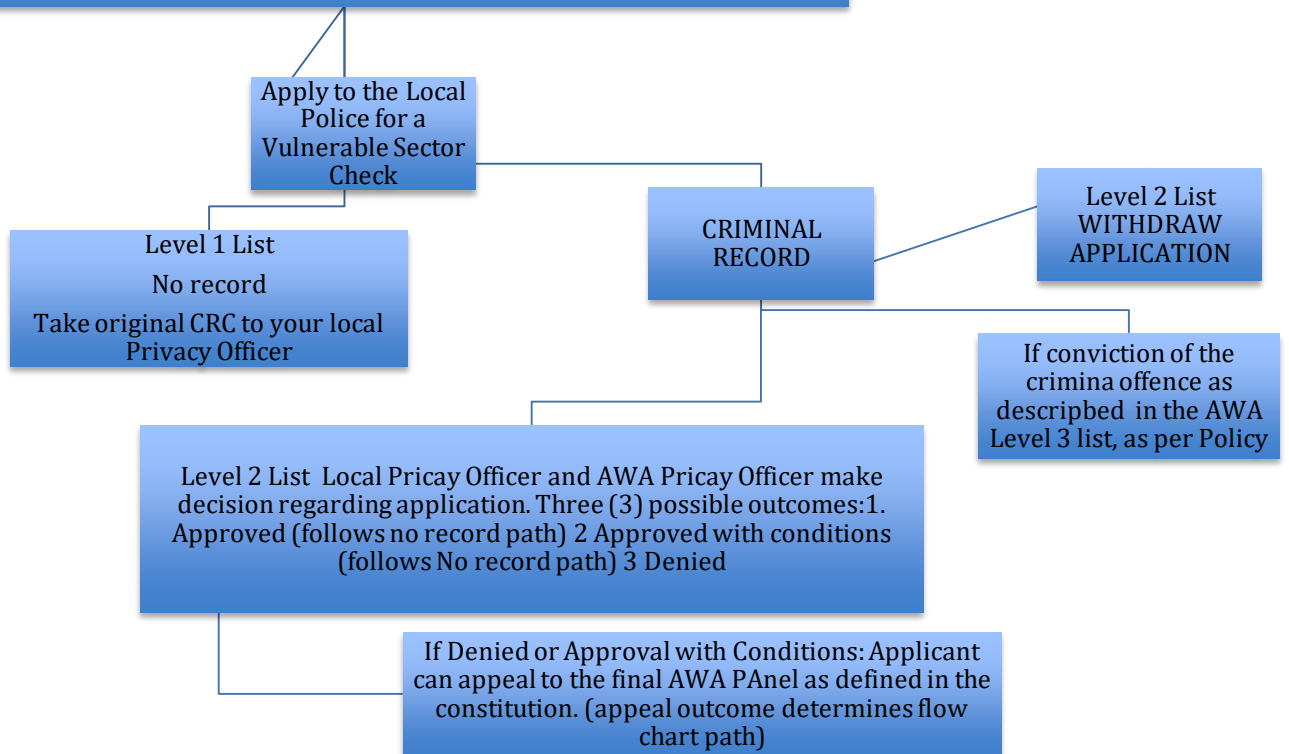 Apply to the Local
Police for a
Vulnerable Sector
Check
Level 1 List
No record
Take original CRC to your local
Privacy Officer
CRIMINAL
RECORD
Level 2 List
WITHDRAW
APPLICATION
If conviction of the
crimina offence as
descripbed in the AWA
Level 3 list, as per Policy
Level 2 List Local Pricay Officer and AWA Pricay Officer make
decision regarding application. Three (3) possible outcomes:1.
Approved (follows no record path) 2 Approved with conditions
(follows No record path) 3 Denied
If Denied or Approval with Conditions: Applicant
can appeal to the final AWA PAnel as defined in the
constitution. (appeal outcome determines flow
chart path)